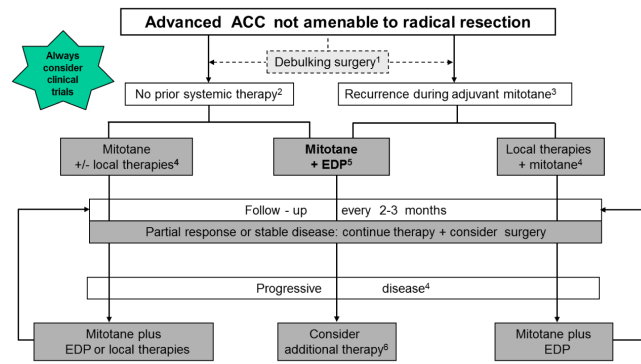 Advanced ACC not amenable to radical resection
Always
consider
clinical
trials
Debulking surgery¹
No prior systemic therapy²
Recurrence during adjuvant mitotane³
Mitotane
+/- local therapies⁴
Mitotane
+ EDP⁵
Local therapies
+ mitotane⁴
Follow - up every 2-3 months
Partial response or stable disease: continue therapy + consider surgery
Progressive disease⁴
Mitotane plus
EDP or local therapies
Consider
additional therapy⁶
Mitotane plus
EDP